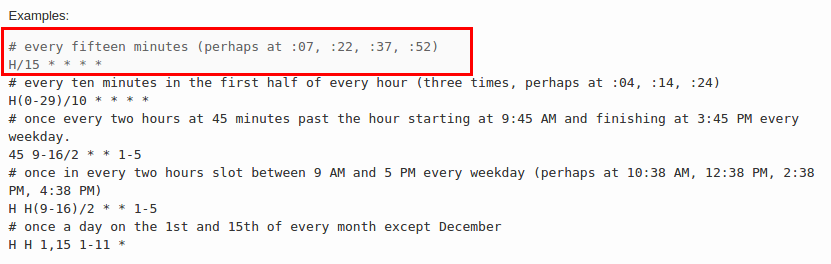 Examples:
# every fifteen minutes (perhaps at :07, :22, :37, :52)
H/15 * * * *
# every ten minutes in the first half of every hour (three times, perhaps at :04, :14, :24)
H(0-29)/10 * * * *
# once every two hours at 45 minutes past the hour starting at 9:45 AM and finishing at 3:45 PM every
weekday.
45 9-16/2 * * 1-5
# once in every two hours slot between 9 AM and 5 PM every weekday (perhaps at 10:38 AM, 12:38 PM, 2:38
PM, 4:38 PM)
H H(9-16)/2 * * 1-5
# once a day on the 1st and 15th of every month except December
H H 1,15 1-11 *